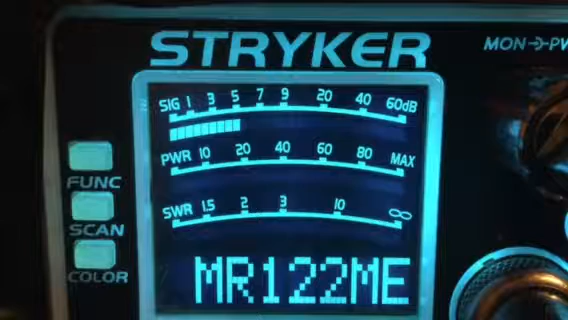 STRYKER
MON PW
SIG 1 3 5 7 9 20 40 60dB
PWR 10 20 40 60 80 MAX
FUNC
SWR 1.5 2 3 10 ∞
SCAN
COLOR
MR122ME